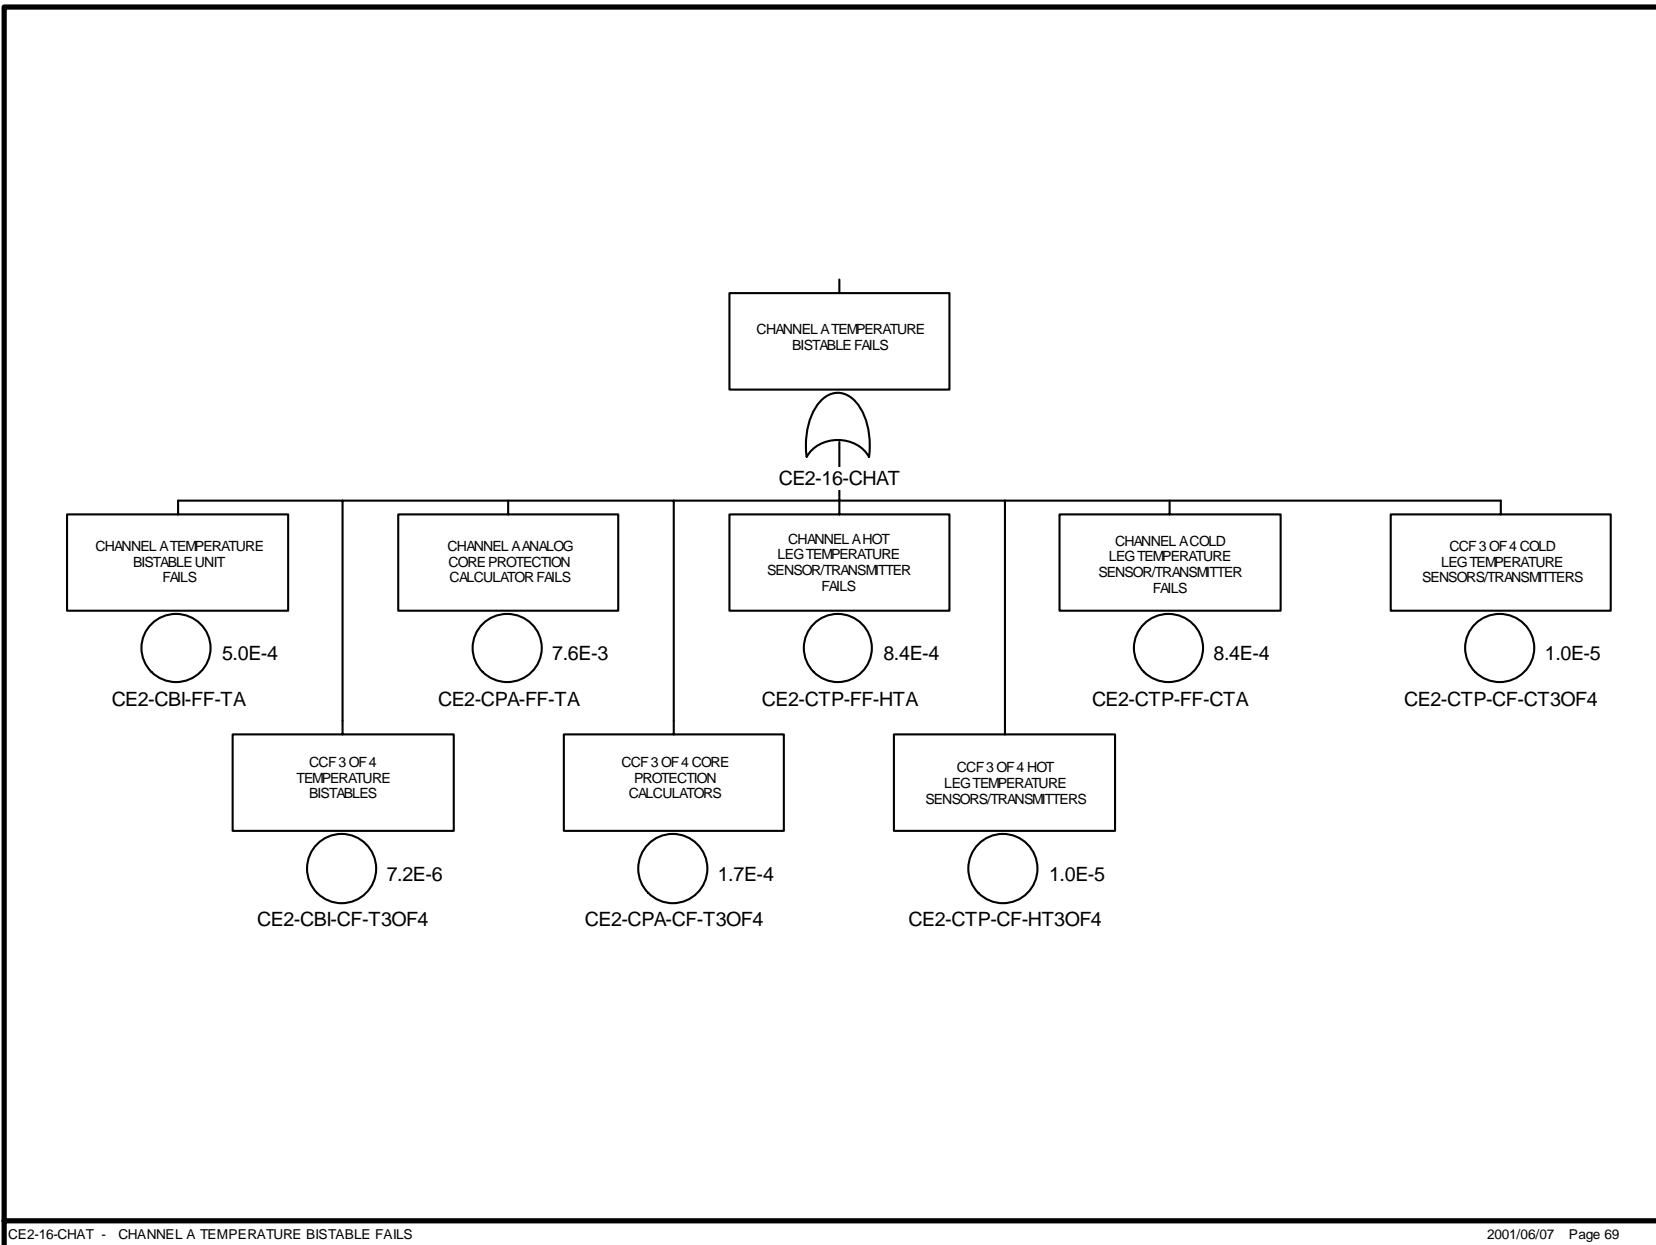 CHANNEL A TEMPERATURE
BISTABLE FAILS
CE2-16-CHAT
CHANNEL A TEMPERATURE
BISTABLE UNIT
FAILS
5.0E-4
CE2-CBI-FF-TA
CHANNEL A ANALOG
CORE PROTECTION
CALCULATOR FAILS
7.6E-3
CE2-CPA-FF-TA
CHANNEL A HOT
LEG TEMPERATURE
SENSOR/TRANSMITTER
FAILS
8.4E-4
CE2-CTP-FF-HTA
CHANNEL A COLD
LEG TEMPERATURE
SENSOR/TRANSMITTER
FAILS
8.4E-4
CE2-CTP-FF-CTA
CCF 3 OF 4 COLD
LEG TEMPERATURE
SENSORS/TRANSMITTERS
1.0E-5
CE2-CTP-CF-CT3OF4
CCF 3 OF 4
TEMPERATURE
BISTABLES
7.2E-6
CE2-CBI-CF-T3OF4
CCF 3 OF 4 CORE
PROTECTION
CALCULATORS
1.7E-4
CE2-CPA-CF-T3OF4
CCF 3 OF 4 HOT
LEG TEMPERATURE
SENSORS/TRANSMITTERS
1.0E-5
CE2-CTP-CF-HT3OF4
CE2-16-CHAT - CHANNEL A TEMPERATURE BISTABLE FAILS
2001/06/07 Page 69